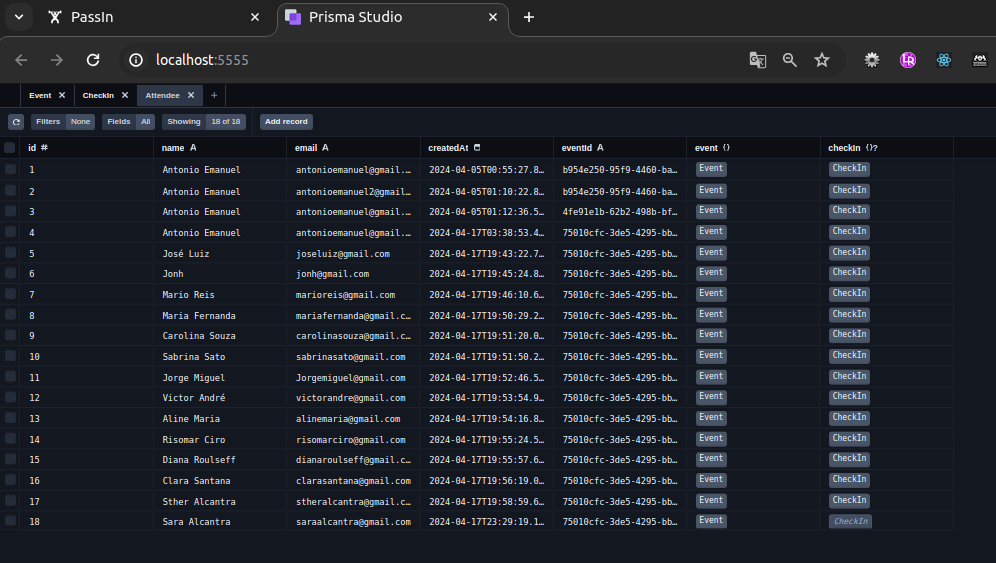 PassIn
Prisma Studio
localhost:5555
Event CheckIn Attendee
Filters None Fields All Showing 18 of 18 Add record
id # name A email A createdAt eventId A event {} checkIn {}?
1 Antonio Emanuel antonioemanuel@gmail.… 2024-04-05T00:55:27.8… b954e250-95f9-4460-ba… Event CheckIn
2 Antonio Emanuel antonioemanuel2@gmail… 2024-04-05T01:10:22.8… b954e250-95f9-4460-ba… Event CheckIn
3 Antonio Emanuel antonioemanuel@gmail.… 2024-04-05T01:12:36.5… 4fe91e1b-62b2-498b-bf… Event CheckIn
4 Antonio Emanuel antonioemanuel@gmail.… 2024-04-17T03:38:53.4… 75010cfc-3de5-4295-bb… Event CheckIn
5 José Luiz joseluiz@gmail.com 2024-04-17T19:43:22.7… 75010cfc-3de5-4295-bb… Event CheckIn
6 Jonh jonh@gmail.com 2024-04-17T19:45:24.8… 75010cfc-3de5-4295-bb… Event CheckIn
7 Mario Reis marioreis@gmail.com 2024-04-17T19:46:10.6… 75010cfc-3de5-4295-bb… Event CheckIn
8 Maria Fernanda mariafernanda@gmail.c… 2024-04-17T19:50:29.2… 75010cfc-3de5-4295-bb… Event CheckIn
9 Carolina Souza carolinasouza@gmail.c… 2024-04-17T19:51:20.0… 75010cfc-3de5-4295-bb… Event CheckIn
10 Sabrina Sato sabrinasato@gmail.com 2024-04-17T19:51:50.2… 75010cfc-3de5-4295-bb… Event CheckIn
11 Jorge Miguel Jorgemiguel@gmail.com 2024-04-17T19:52:46.5… 75010cfc-3de5-4295-bb… Event CheckIn
12 Victor André victorandre@gmail.com 2024-04-17T19:53:54.9… 75010cfc-3de5-4295-bb… Event CheckIn
13 Aline Maria alinemaria@gmail.com 2024-04-17T19:54:16.8… 75010cfc-3de5-4295-bb… Event CheckIn
14 Risomar Ciro risomarciro@gmail.com 2024-04-17T19:55:24.5… 75010cfc-3de5-4295-bb… Event CheckIn
15 Diana Roulseff dianaroulseff@gmail.c… 2024-04-17T19:55:57.6… 75010cfc-3de5-4295-bb… Event CheckIn
16 Clara Santana clarasantana@gmail.com 2024-04-17T19:56:19.0… 75010cfc-3de5-4295-bb… Event CheckIn
17 Sther Alcantra stheralcantra@gmail.c… 2024-04-17T19:58:59.6… 75010cfc-3de5-4295-bb… Event CheckIn
18 Sara Alcantra saraalcantra@gmail.com 2024-04-17T23:29:19.1… 75010cfc-3de5-4295-bb… Event CheckIn